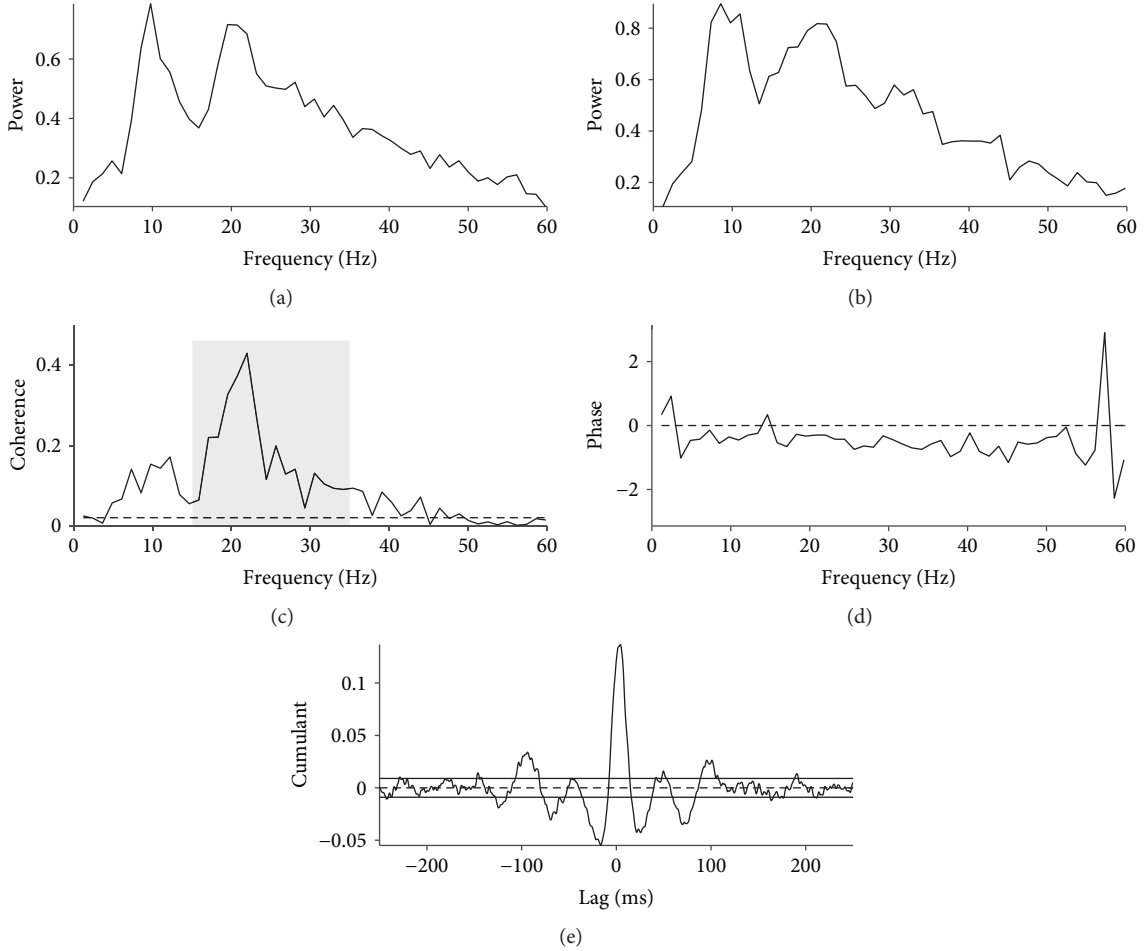 Power
0.6
0.4
0.2
0 10 20 30 40 50 60
Frequency (Hz)
(a)
Power
0.8
0.6
0.4
0.2
0 10 20 30 40 50 60
Frequency (Hz)
(b)
Coherence
0.4
0.2
0
0 10 20 30 40 50 60
Frequency (Hz)
(c)
Phase
2
0
−2
0 10 20 30 40 50 60
Frequency (Hz)
(d)
Cumulant
0.1
0.05
0
−0.05
−200 −100 0 100 200
Lag (ms)
(e)